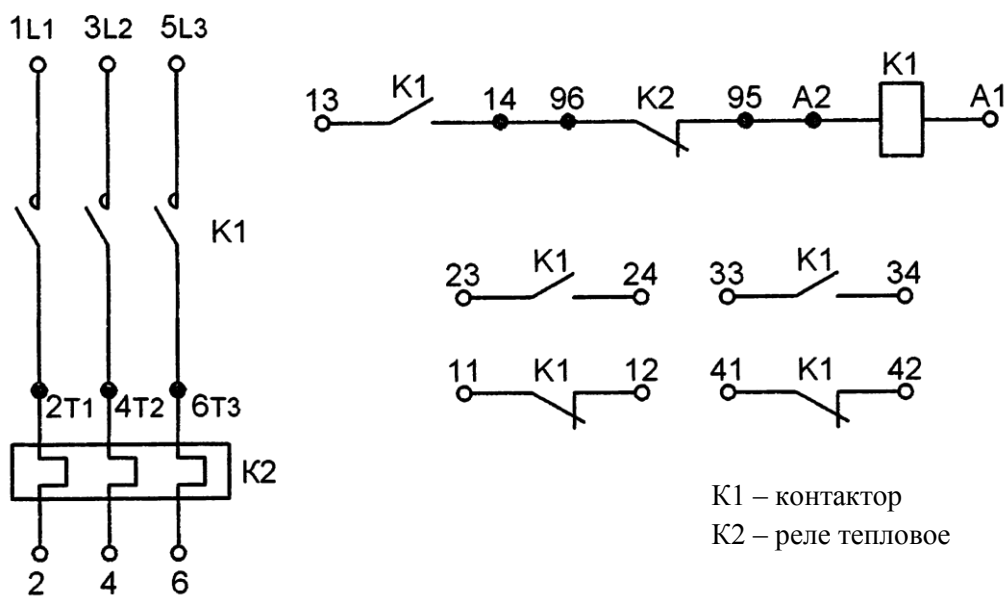 1L1 3L2 5L3
K1
13 K1 14 96 K2 95 A2 A1
K1
23 K1 24 33 K1 34
11 K1 12 41 K1 42
2T1 4T2 6T3
K2
К1 – контактор
К2 – реле тепловое
2 4 6